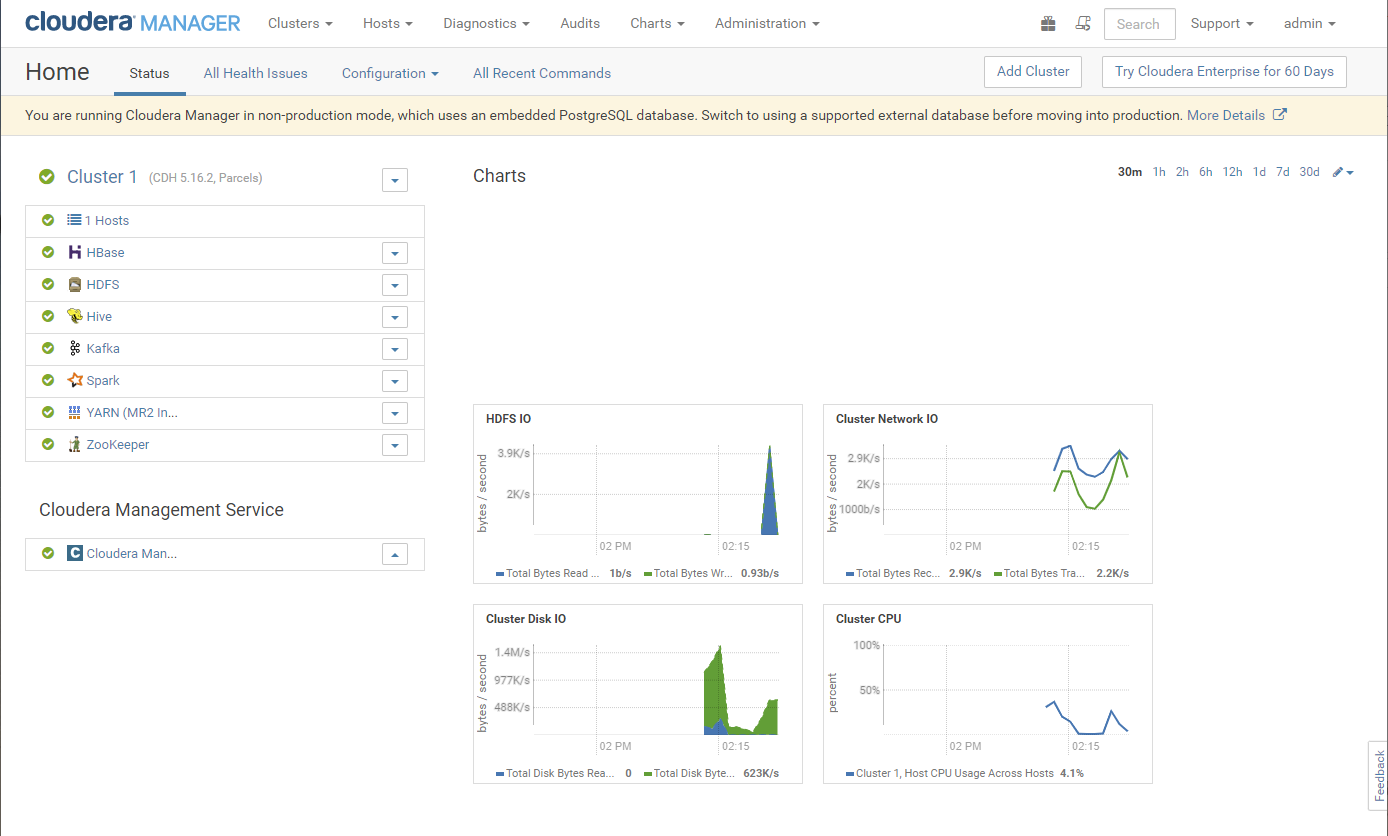 cloudera MANAGER Clusters Hosts Diagnostics Audits Charts Administration Search Support admin
Home Status All Health Issues Configuration All Recent Commands Add Cluster Try Cloudera Enterprise for 60 Days
You are running Cloudera Manager in non-production mode, which uses an embedded PostgreSQL database. Switch to using a supported external database before moving into production. More Details
Cluster 1 (CDH 5.16.2, Parcels)
1 Hosts
HBase
HDFS
Hive
Kafka
Spark
YARN (MR2 In...
ZooKeeper
Cloudera Management Service
C Cloudera Man...
Charts
30m 1h 2h 6h 12h 1d 7d 30d
HDFS IO
bytes / second
3.9K/s
2K/s
02 PM 02:15
Total Bytes Read ... 1b/s Total Bytes Wr... 0.93b/s
Cluster Network IO
bytes / second
2.9K/s
2K/s
1000b/s
02 PM 02:15
Total Bytes Rec... 2.9K/s Total Bytes Tra... 2.2K/s
Cluster Disk IO
bytes / second
1.4M/s
977K/s
488K/s
02 PM 02:15
Total Disk Bytes Rea... 0 Total Disk Byte... 623K/s
Cluster CPU
percent
100%
50%
02 PM 02:15
Cluster 1, Host CPU Usage Across Hosts 4.1%
Feedback